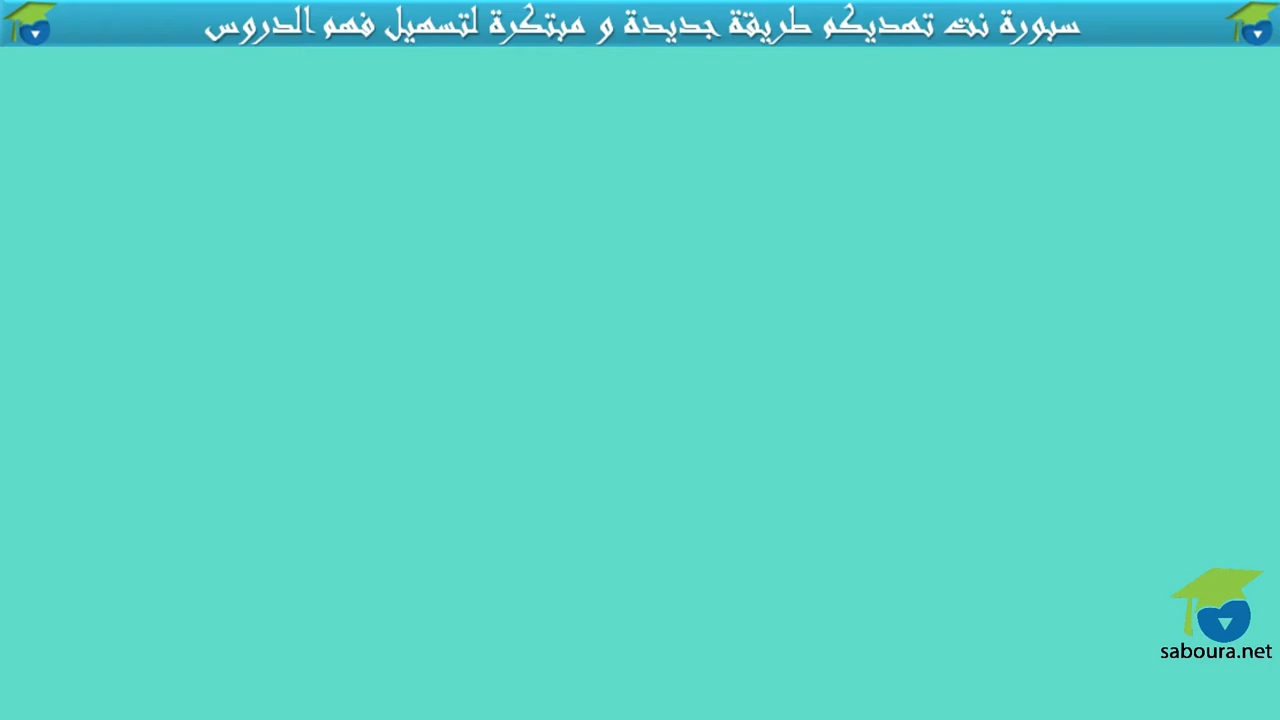 سبورة نت تهديكم طريقة جديدة و مبتكرة لتسهيل فهم الدروس
saboura.net